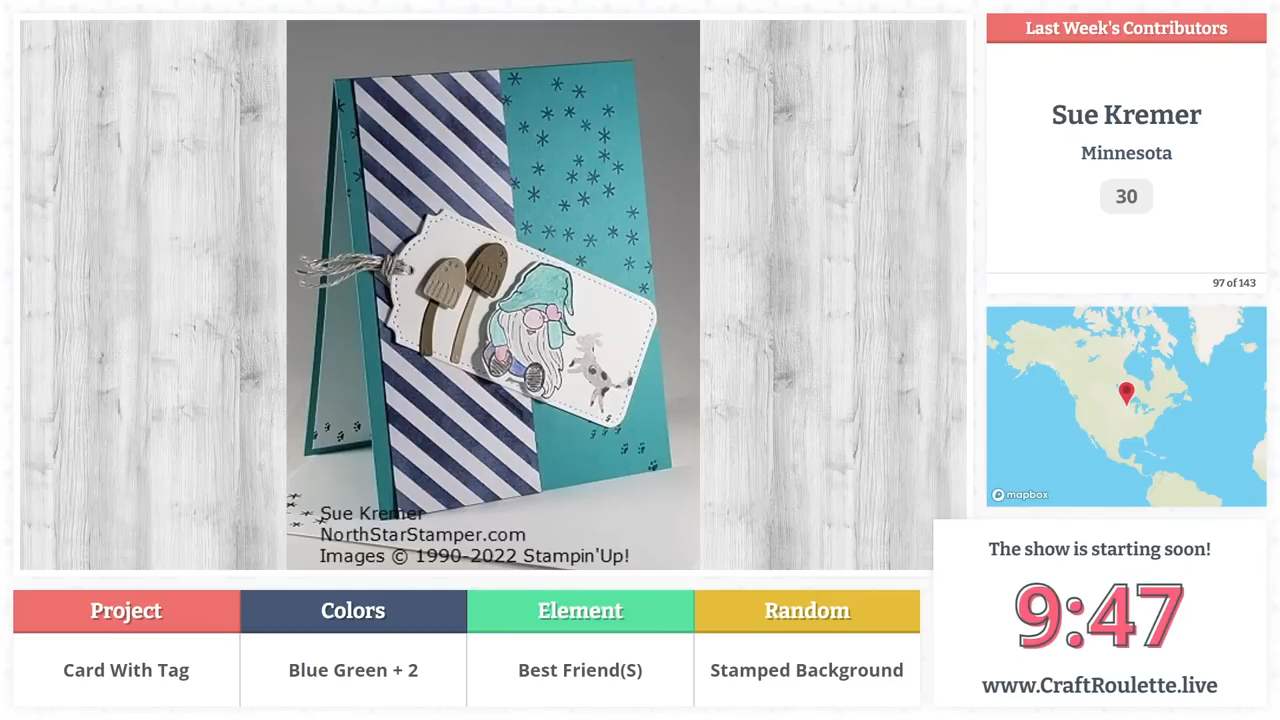 Last Week's Contributors
Sue Kremer
Minnesota
30
97 of 143
mapbox
Sue Kremer
NorthStarStamper.com
Images © 1990-2022 Stampin'Up!
The show is starting soon!
9:47
www.CraftRoulette.live
Project
Colors
Element
Random
Card With Tag
Blue Green + 2
Best Friend(S)
Stamped Background